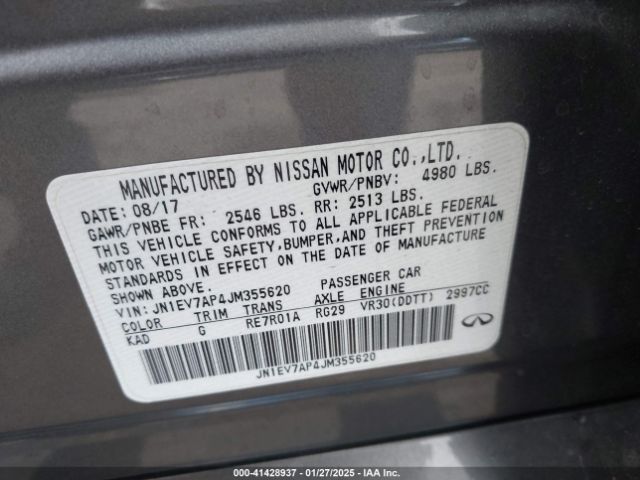 MANUFACTURED BY NISSAN MOTOR CO.,LTD.
DATE: 08/17 GVWR/PNBV: 4980 LBS.
GAWR/PNBE FR: 2546 LBS. RR: 2513 LBS.
THIS VEHICLE CONFORMS TO ALL APPLICABLE FEDERAL
MOTOR VEHICLE SAFETY,BUMPER,AND THEFT PREVENTION
STANDARDS IN EFFECT ON THE DATE OF MANUFACTURE
SHOWN ABOVE.
VIN: JN1EV7AP4JM355620 PASSENGER CAR
COLOR TRIM TRANS AXLE ENGINE
KAD G RE7R01A RG29 VR30(DDTT) 2997CC
JN1EV7AP4JM355620
000-41428937 - 01/27/2025 - IAA Inc.